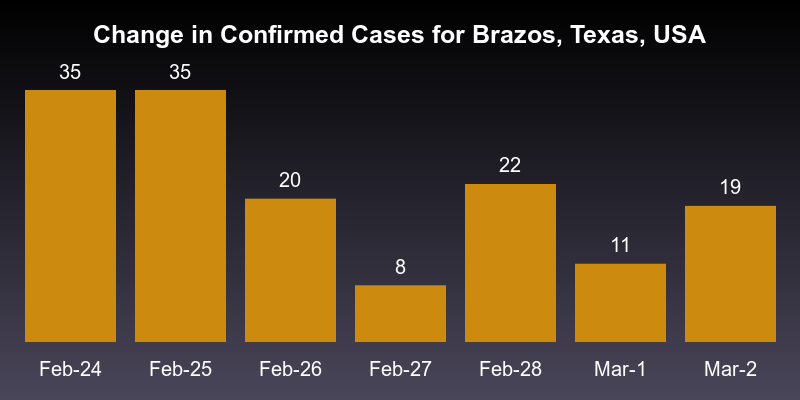 Change in Confirmed Cases for Brazos, Texas, USA
35
35
20
8
22
11
19
Feb-24
Feb-25
Feb-26
Feb-27
Feb-28
Mar-1
Mar-2